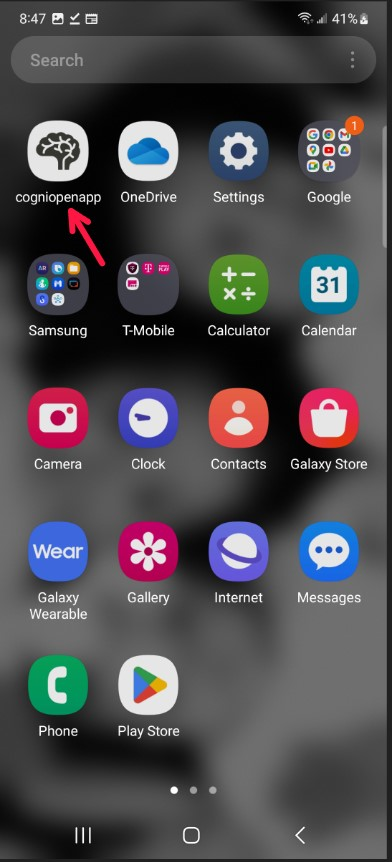 8:47
41%
Search
1
cogniopenapp OneDrive Settings Google
AR
Samsung T-Mobile Calculator Calendar
31
Camera Clock Contacts Galaxy Store
Wear
Galaxy Wearable Gallery Internet Messages
Phone Play Store